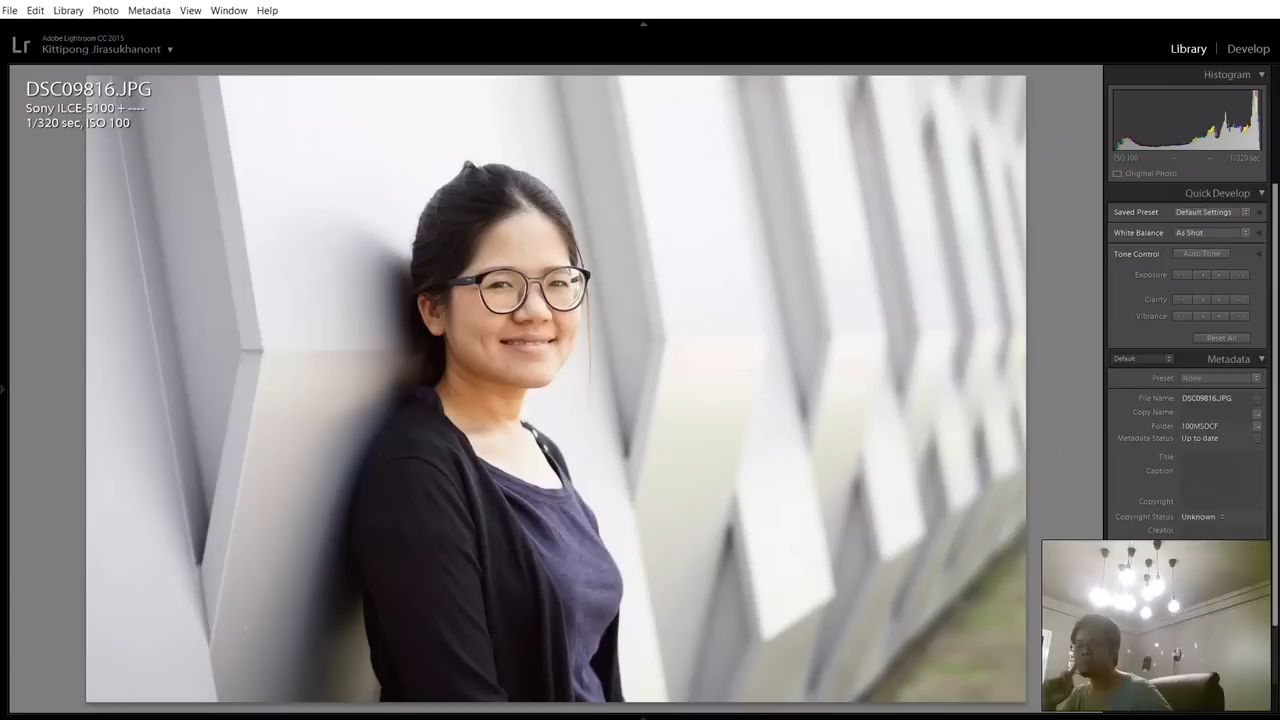 File Edit Library Photo Metadata View Window Help
Lr
Adobe Lightroom CC 2015
Kittipong Jirasukhanont
Library | Develop
DSC09816.JPG
Sony ILCE-5100 + ----
1/320 sec, ISO 100
Histogram
ISO 100 - - 1/320 sec
Original Photo
Quick Develop
Saved Preset Default Settings
White Balance As Shot
Tone Control Auto Tone
Exposure
Clarity
Vibrance
Reset All
Default Metadata
Preset None
File Name DSC09816.JPG
Copy Name
Folder 100MSDCF
Metadata Status Up to date
Title
Caption
Copyright
Copyright Status Unknown
Creator